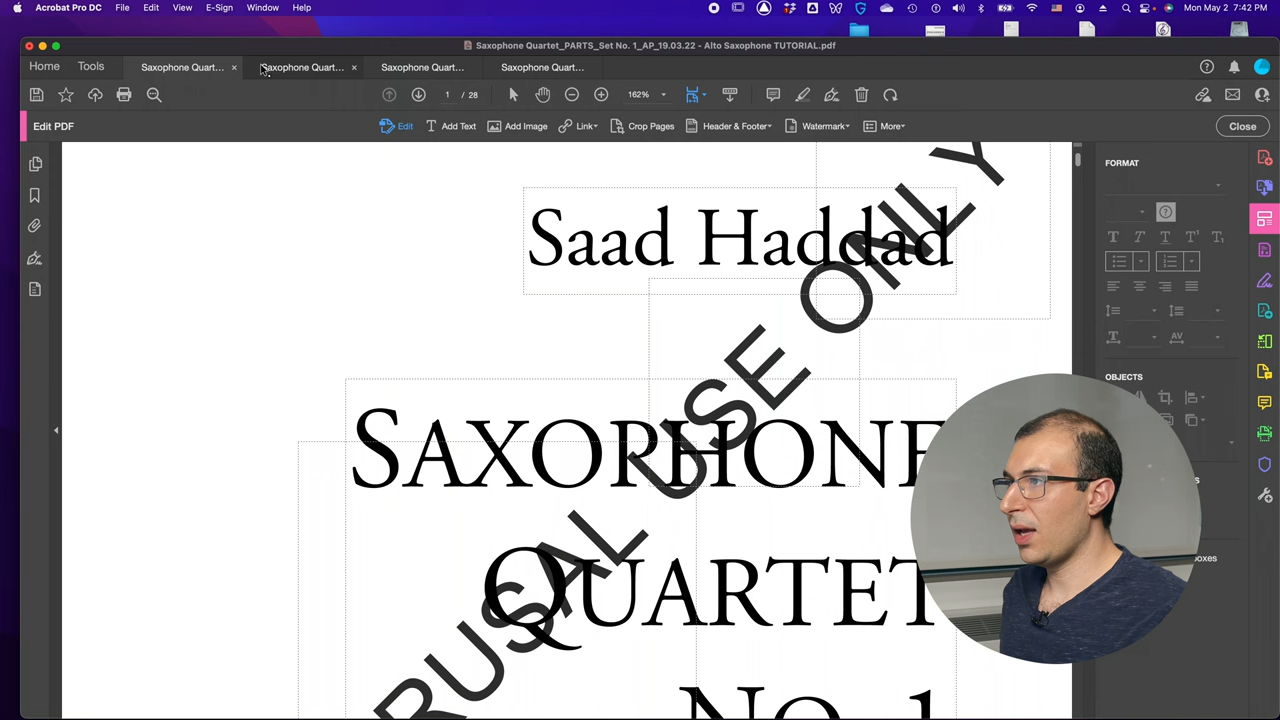 Acrobat Pro DC File Edit View E-Sign Window Help Mon May 2 7:42 PM
Saxophone Quartet_PARTS_Set No. 1_AP_19.03.22 - Alto Saxophone TUTORIAL.pdf
Home Tools Saxophone Quart... × Saxophone Quart... × Saxophone Quart... Saxophone Quart...
1 / 28 162%
Edit PDF Edit Add Text Add Image Link Crop Pages Header & Footer Watermark More Close
FORMAT
Saad Haddad
RUSAL USE ONLY
OBJECTS
SAXOPHONE
QUARTET
No. 1